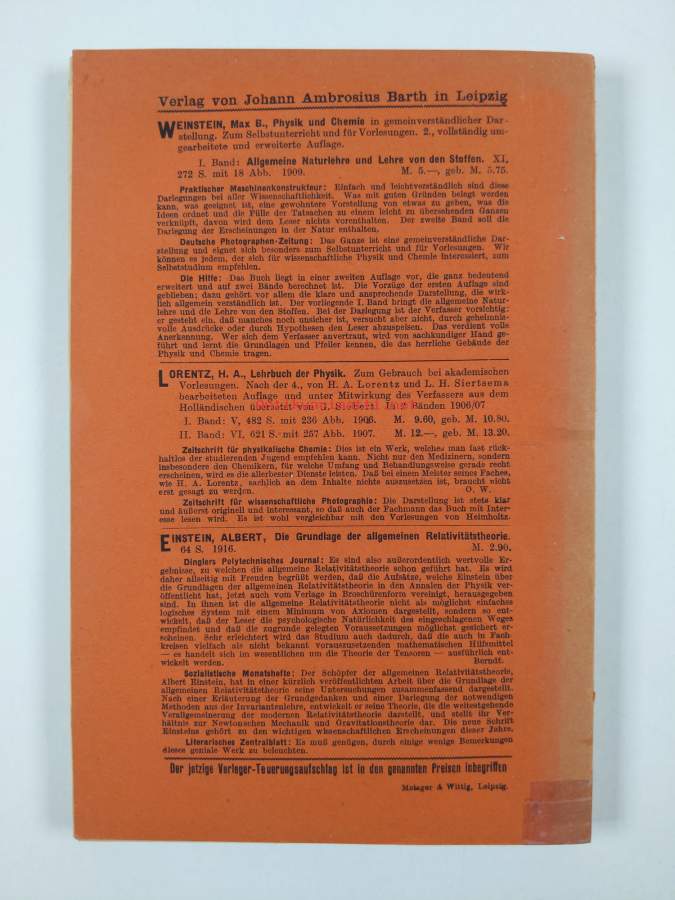 Verlag von Johann Ambrosius Barth in Leipzig
WEINSTEIN, Max B., Physik und Chemie in gemeinverständlicher Dar-
stellung. Zum Selbstunterricht und für Vorlesungen. 2., vollständig um-
gearbeitete und erweiterte Auflage.
I. Band: Allgemeine Naturlehre und Lehre von den Stoffen. XI,
272 S. mit 18 Abb. 1909. M. 5.—, geb. M. 5.75.
Praktischer Maschinenkonstrukteur: Einfach und leichtverständlich sind diese
Darlegungen bei aller Wissenschaftlichkeit. Was mit guten Gründen belegt werden
kann, was geeignet ist, eine gewohntere Vorstellung von etwas zu geben, was die
Ideen ordnet und die Fülle der Tatsachen zu einem leicht zu übersehenden Ganzen
verknüpft, davon wird dem Leser nichts vorenthalten. Der zweite Band soll die
Darlegung der Erscheinungen in der Natur enthalten.
Deutsche Photographen-Zeitung: Das Ganze ist eine gemeinverständliche Dar-
stellung und eignet sich besonders zum Selbstunterricht und für Vorlesungen. Wir
können es jedem, der sich für wissenschaftliche Physik und Chemie interessiert, zum
Selbststudium empfehlen.
Die Hilfe: Das Buch liegt in einer zweiten Auflage vor, die ganz bedeutend
erweitert und auf zwei Bände berechnet ist. Die Vorzüge der ersten Auflage sind
geblieben; dazu gehört vor allem die klare und ansprechende Darstellung, die wirk-
lich allgemein verständlich ist. Der vorliegende I. Band bringt die allgemeine Natur-
lehre und die Lehre von den Stoffen. Bei der Darlegung ist der Verfasser vorsichtig:
er gesteht ein, daß manches noch unsicher ist, versucht aber nicht, durch geheimnis-
volle Ausdrücke oder durch Hypothesen den Leser abzuspeisen. Das verdient volle
Anerkennung. Wer sich dem Verfasser anvertraut, wird von sachkundiger Hand ge-
führt und lernt die Grundlagen und Pfeiler kennen, die das herrliche Gebäude der
Physik und Chemie tragen.
LORENTZ, H. A., Lehrbuch der Physik. Zum Gebrauch bei akademischen
Vorlesungen. Nach der 4., von H. A. Lorentz und L. H. Siertsema
bearbeiteten Auflage und unter Mitwirkung des Verfassers aus dem
Holländischen übersetzt von G. Siebert. In 2 Bänden 1906/07
I. Band: V, 482 S. mit 236 Abb. 1906. M. 9.60, geb. M. 10.80.
II. Band: VI, 621 S. mit 257 Abb. 1907. M. 12.—, geb. M. 13.20.
Zeitschrift für physikalische Chemie: Dies ist ein Werk, welches man fast rück-
haltlos der studierenden Jugend empfehlen kann. Nicht nur den Medizinern, sondern
insbesondere den Chemikern, für welche Umfang und Behandlungsweise gerade recht
erscheinen, wird es die allerbesten Dienste leisten. Daß bei einem Meister seines Faches,
wie H. A. Lorentz, sachlich an dem Inhalte nichts auszusetzen ist, braucht nicht
erst gesagt zu werden. O. W.
Zeitschrift für wissenschaftliche Photographie: Die Darstellung ist stets klar
und äußerst originell und interessant, so daß auch der Fachmann das Buch mit Inter-
esse lesen wird. Es ist wohl vergleichbar mit den Vorlesungen von Helmholtz.
EINSTEIN, ALBERT, Die Grundlage der allgemeinen Relativitätstheorie.
64 S. 1916. M. 2.90.
Dinglers Polytechnisches Journal: Es sind also außerordentlich wertvolle Er-
gebnisse, zu welchen die allgemeine Relativitätstheorie schon geführt hat. Es wird
daher allseitig mit Freuden begrüßt werden, daß die Aufsätze, welche Einstein über
die Grundlagen der allgemeinen Relativitätstheorie in den Annalen der Physik ver-
öffentlicht hat, jetzt auch vom Verlage in Broschürenform vereinigt, herausgegeben
sind. In ihnen ist die allgemeine Relativitätstheorie nicht als möglichst einfaches
logisches System mit einem Minimum von Axiomen dargestellt, sondern so ent-
wickelt, daß der Leser die psychologische Natürlichkeit des eingeschlagenen Weges
empfindet und daß die zugrunde gelegten Voraussetzungen möglichst gesichert er-
scheinen. Sehr erleichtert wird das Studium auch dadurch, daß die auch in Fach-
kreisen vielfach als nicht bekannt vorauszusetzenden mathematischen Hilfsmittel
— es handelt sich im wesentlichen um die Theorie der Tensoren — ausführlich ent-
wickelt werden. Berndt.
Sozialistische Monatshefte: Der Schöpfer der allgemeinen Relativitätstheorie,
Albert Einstein, hat in einer kürzlich veröffentlichten Arbeit über die Grundlage der
allgemeinen Relativitätstheorie seine Untersuchungen zusammenfassend dargestellt.
Nach einer Erläuterung der Grundgedanken und einer Darlegung der notwendigen
Methoden aus der Invariantenlehre, entwickelt er seine Theorie, die die weitestgehende
Verallgemeinerung der modernen Relativitätstheorie darstellt, und stellt ihr Ver-
hältnis zur Newtonschen Mechanik und Gravitationstheorie dar. Die neue Schrift
Einsteins gehört zu den wichtigen wissenschaftlichen Erscheinungen dieser Jahre.
Literarisches Zentralblatt: Es muß genügen, durch einige wenige Bemerkungen
dieses geniale Werk zu beleuchten.
Der jetzige Verleger-Teuerungsaufschlag ist in den genannten Preisen inbegriffen
Metzger & Wittig, Leipzig.